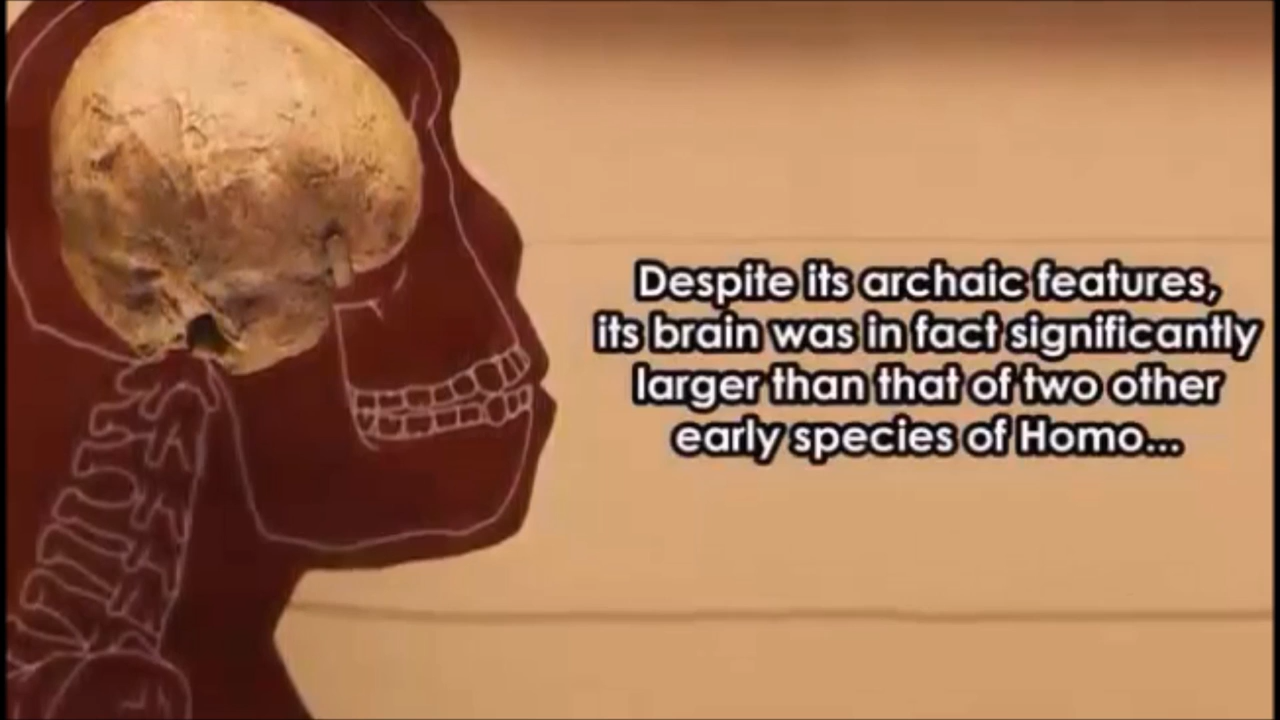 Despite its archaic features,
its brain was in fact significantly
larger than that of two other
early species of Homo...